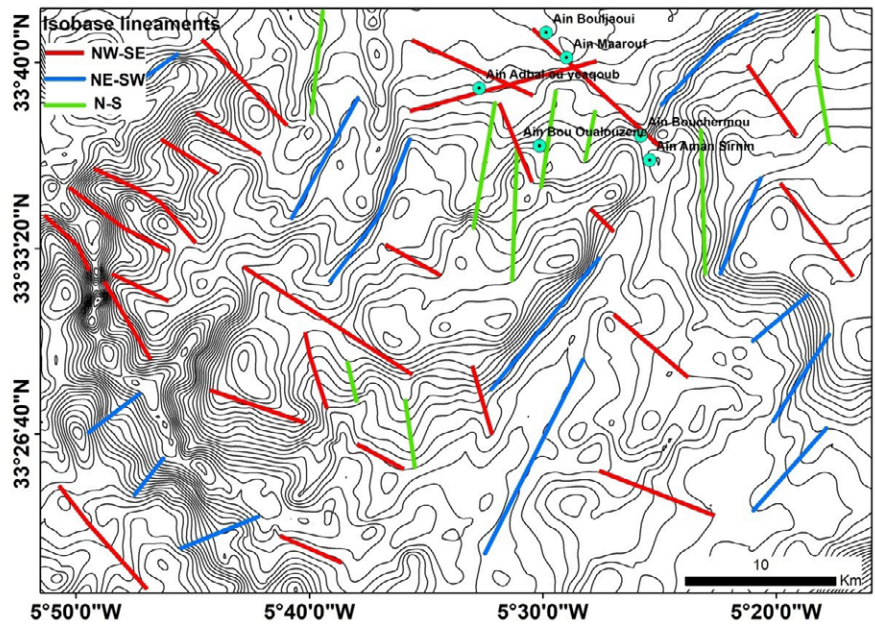 Isobase lineaments
NW-SE
NE-SW
N-S
Ain Bouljaoui
Ain Maarouf
Ain Adbal ou yeaqoub
Ain Bouchermou
Ain Bou Oualouzene
Ain Aman Sirnin
33°40'0"N
33°33'20"N
33°26'40"N
10
Km
5°50'0"W
5°40'0"W
5°30'0"W
5°20'0"W